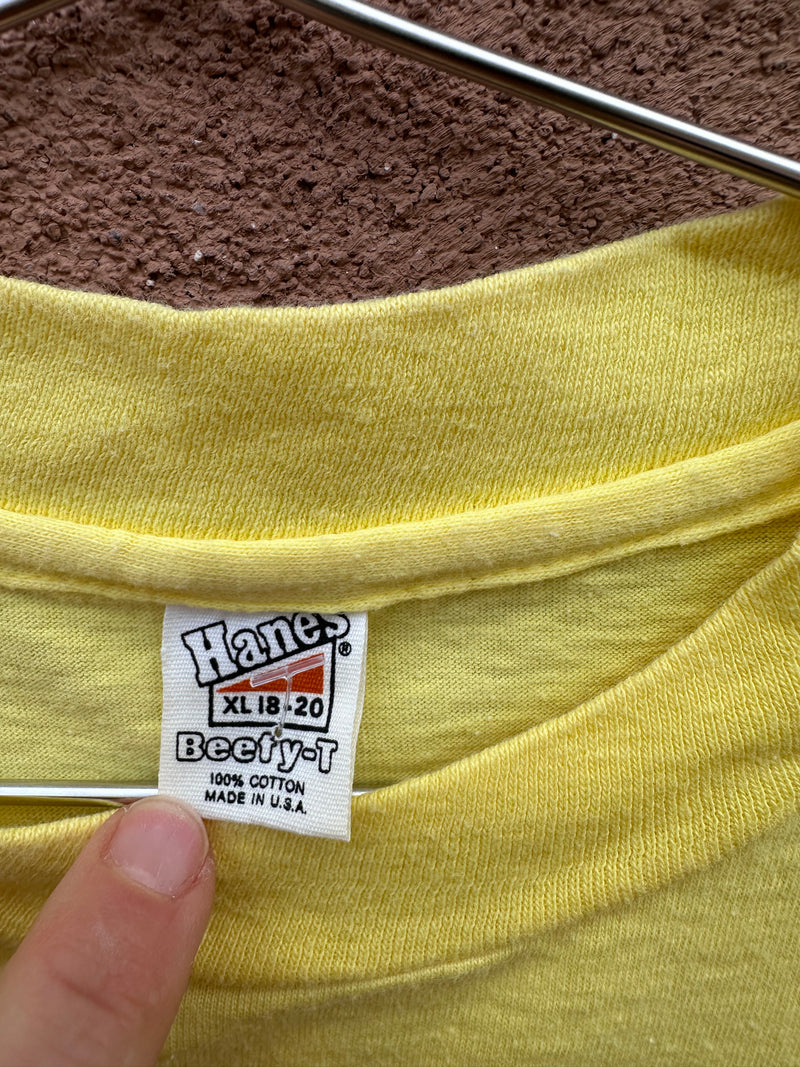 Hanes®
XL 18-20
Beefy-T
100% COTTON
MADE IN U.S.A.